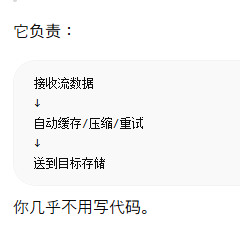 它负责：
接收流数据
↓
自动缓存/压缩/重试
↓
送到目标存储
你几乎不用写代码。